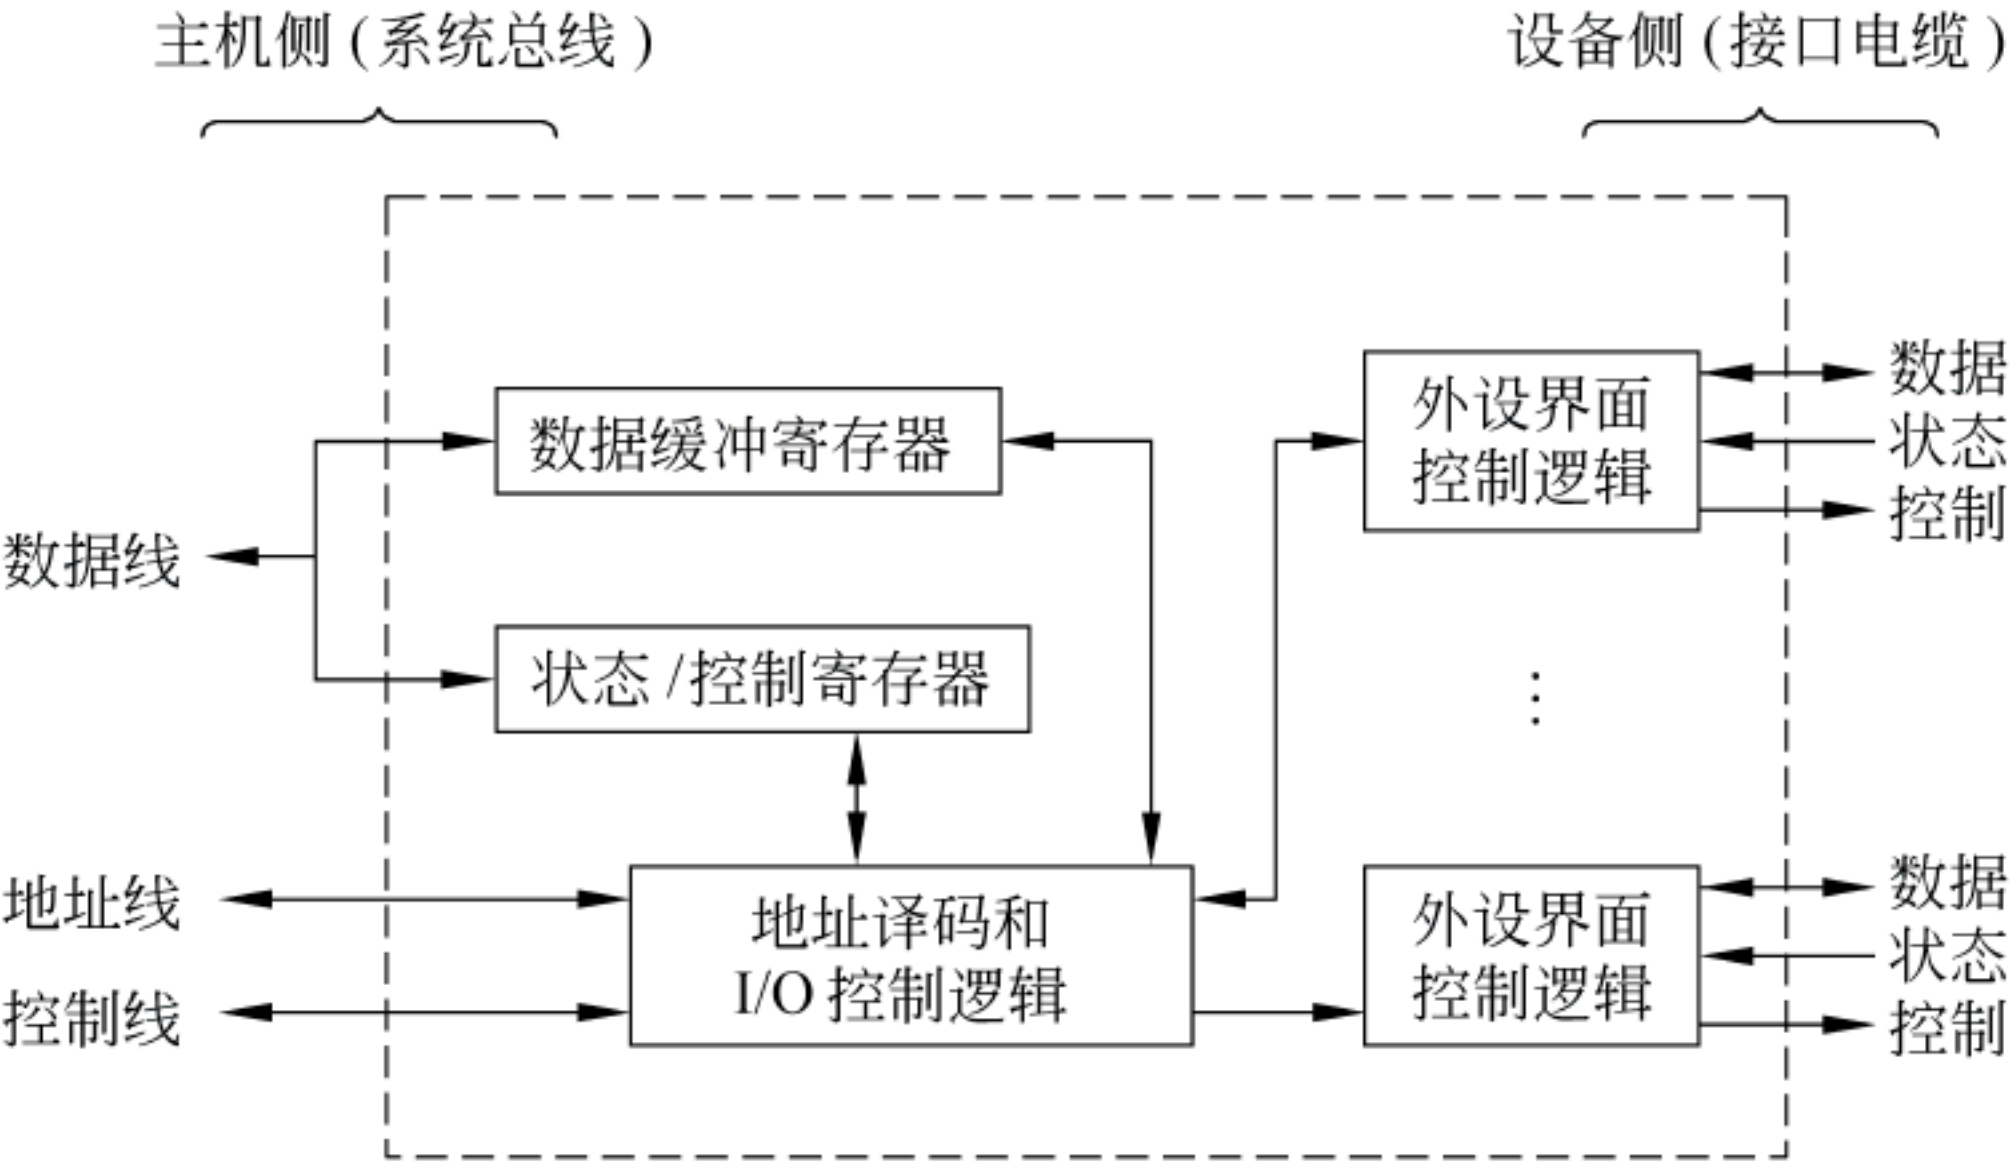 主机侧(系统总线)
设备侧(接口电缆)
数据缓冲寄存器
外设界面
控制逻辑
数据
状态
控制
数据线
状态/控制寄存器
⋮
地址线
控制线
地址译码和
I/O控制逻辑
外设界面
控制逻辑
数据
状态
控制